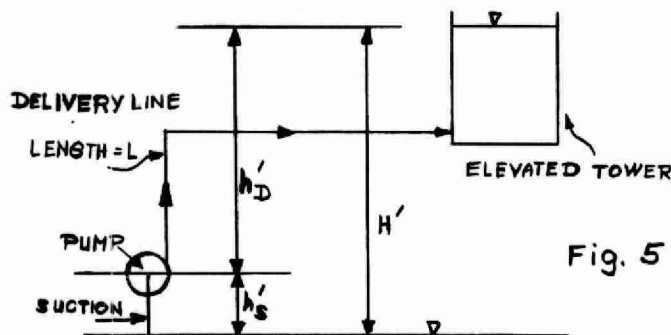 DELIVERY LINE
LENGTH = L
h'D
H'
ELEVATED TOWER
PUMP
Fig. 5
SUCTION
h's